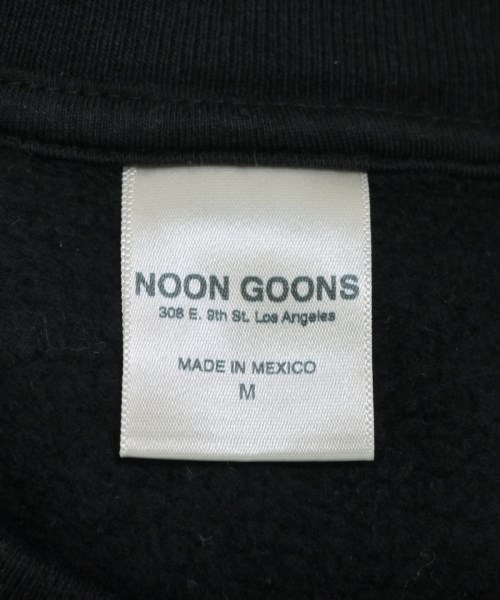 NOON GOONS
308 E. 9th St. Los Angeles
MADE IN MEXICO
M